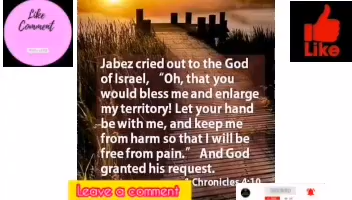 Like
Comment
Like
Jabez cried out to the God
of Israel, “Oh, that you
would bless me and enlarge
my territory! Let your hand
be with me, and keep me
from harm so that I will be
free from pain.” And God
granted his request.
Chronicles 4:10
Leave a comment